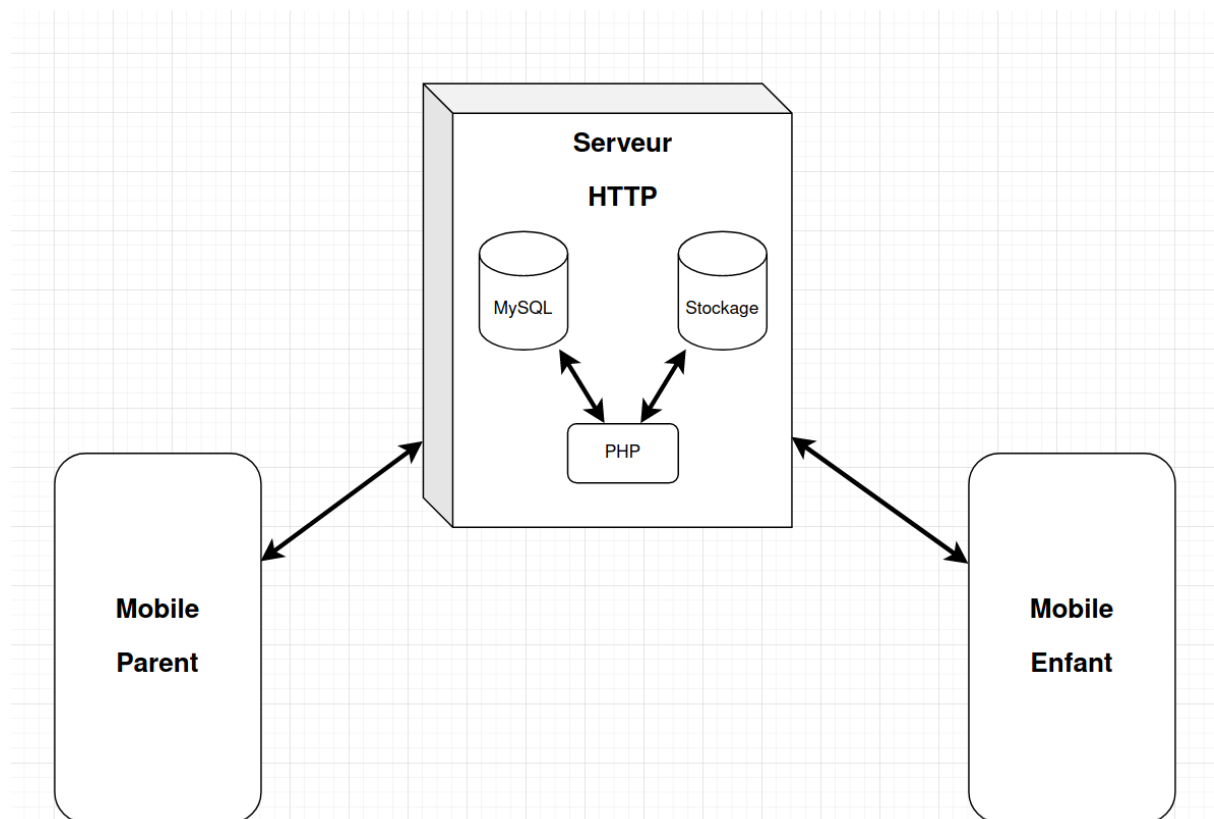 Serveur
HTTP
MySQL
Stockage
PHP
Mobile
Parent
Mobile
Enfant